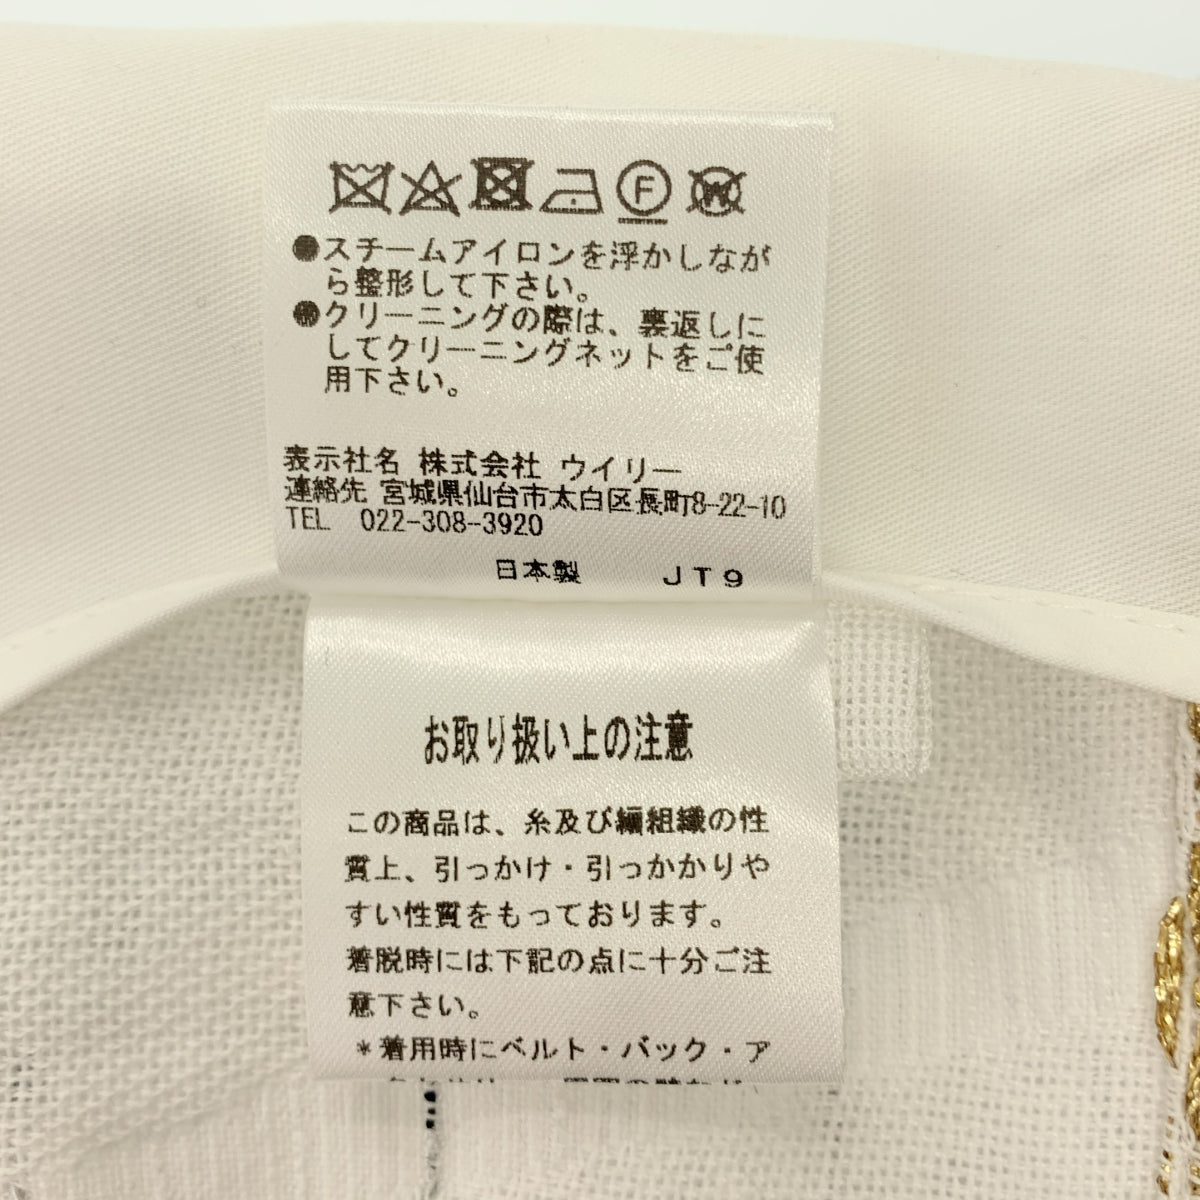 ●スチームアイロンを浮かしなが
ら整形して下さい。
●クリーニングの際は、裏返しに
してクリーニングネットをご使
用下さい。
表示社名 株式会社 ウイリー
連絡先 宮城県仙台市太白区長町8-22-10
TEL 022-308-3920
日本製 JT9
お取り扱い上の注意
この商品は、糸及び編組織の性
質上、引っかけ・引っかかりや
すい性質をもっております。
着脱時には下記の点に十分ご注
意下さい。
*着用時にベルト・バック・ア